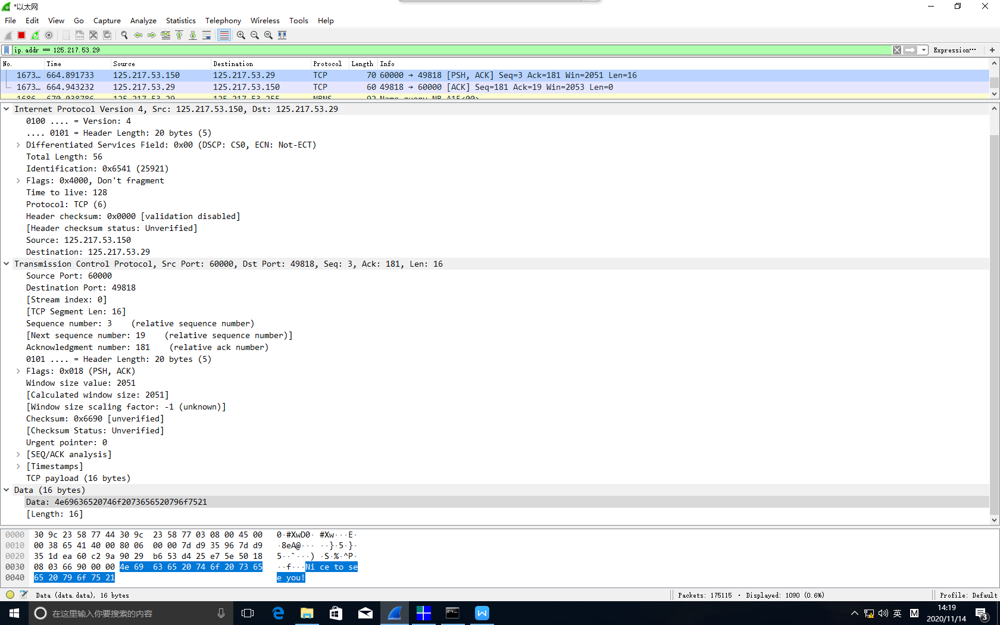 *以太网
File Edit View Go Capture Analyze Statistics Telephony Wireless Tools Help
ip.addr == 125.217.53.29
Expression…
+
No. Time Source Destination Protocol Length Info
1673… 664.891733 125.217.53.150 125.217.53.29 TCP 70 60000 → 49818 [PSH, ACK] Seq=3 Ack=181 Win=2051 Len=16
1673… 664.943232 125.217.53.29 125.217.53.150 TCP 60 49818 → 60000 [ACK] Seq=181 Ack=19 Win=2053 Len=0
1686… 670.038786 125.217.53.29 125.217.53.255 NBNS 92 Name query NB A15<00>
Internet Protocol Version 4, Src: 125.217.53.150, Dst: 125.217.53.29
0100 .... = Version: 4
.... 0101 = Header Length: 20 bytes (5)
Differentiated Services Field: 0x00 (DSCP: CS0, ECN: Not-ECT)
Total Length: 56
Identification: 0x6541 (25921)
Flags: 0x4000, Don't fragment
Time to live: 128
Protocol: TCP (6)
Header checksum: 0x0000 [validation disabled]
[Header checksum status: Unverified]
Source: 125.217.53.150
Destination: 125.217.53.29
Transmission Control Protocol, Src Port: 60000, Dst Port: 49818, Seq: 3, Ack: 181, Len: 16
Source Port: 60000
Destination Port: 49818
[Stream index: 0]
[TCP Segment Len: 16]
Sequence number: 3 (relative sequence number)
[Next sequence number: 19 (relative sequence number)]
Acknowledgment number: 181 (relative ack number)
0101 .... = Header Length: 20 bytes (5)
Flags: 0x018 (PSH, ACK)
Window size value: 2051
[Calculated window size: 2051]
[Window size scaling factor: -1 (unknown)]
Checksum: 0x6690 [unverified]
[Checksum Status: Unverified]
Urgent pointer: 0
[SEQ/ACK analysis]
[Timestamps]
TCP payload (16 bytes)
Data (16 bytes)
Data: 4e69636520746f2073656520796f7521
[Length: 16]
0000 30 9c 23 58 77 44 30 9c 23 58 77 03 08 00 45 00 0·#XwD0· #Xw···E·
0010 00 38 65 41 40 00 80 06 00 00 7d d9 35 96 7d d9 ·8eA@··· ··}·5·}·
0020 35 1d ea 60 c2 9a 90 29 b6 53 d4 25 e7 5e 50 18 5··`···) ·S·%·^P·
0030 08 03 66 90 00 00 4e 69 63 65 20 74 6f 20 73 65 ··f···Ni ce to se
0040 65 20 79 6f 75 21 e you!
Data (data.data), 16 bytes
Packets: 175115 · Displayed: 1090 (0.6%)
Profile: Default
在这里输入你要搜索的内容
英
M
14:19
2020/11/14
3